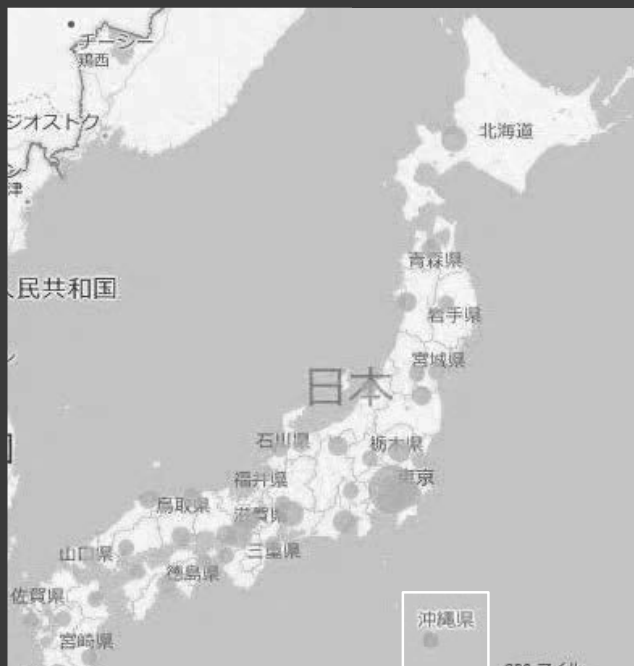 チーシー
鶏西
ジオストク
北海道
津
青森県
人民共和国
岩手県
宮城県
日本
石川県
栃木県
福井県
東京
鳥取県
滋賀県
山口県
三重県
徳島県
佐賀県
沖縄県
宮崎県